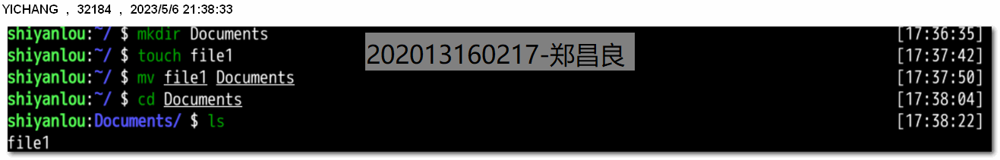 YICHANG , 32184 , 2023/5/6 21:38:33
shiyanlou:~/ $ mkdir Documents [17:36:35]
202013160217-郑昌良
shiyanlou:~/ $ touch file1 [17:37:42]
shiyanlou:~/ $ mv file1 Documents [17:37:50]
shiyanlou:~/ $ cd Documents [17:38:04]
shiyanlou:Documents/ $ ls [17:38:22]
file1